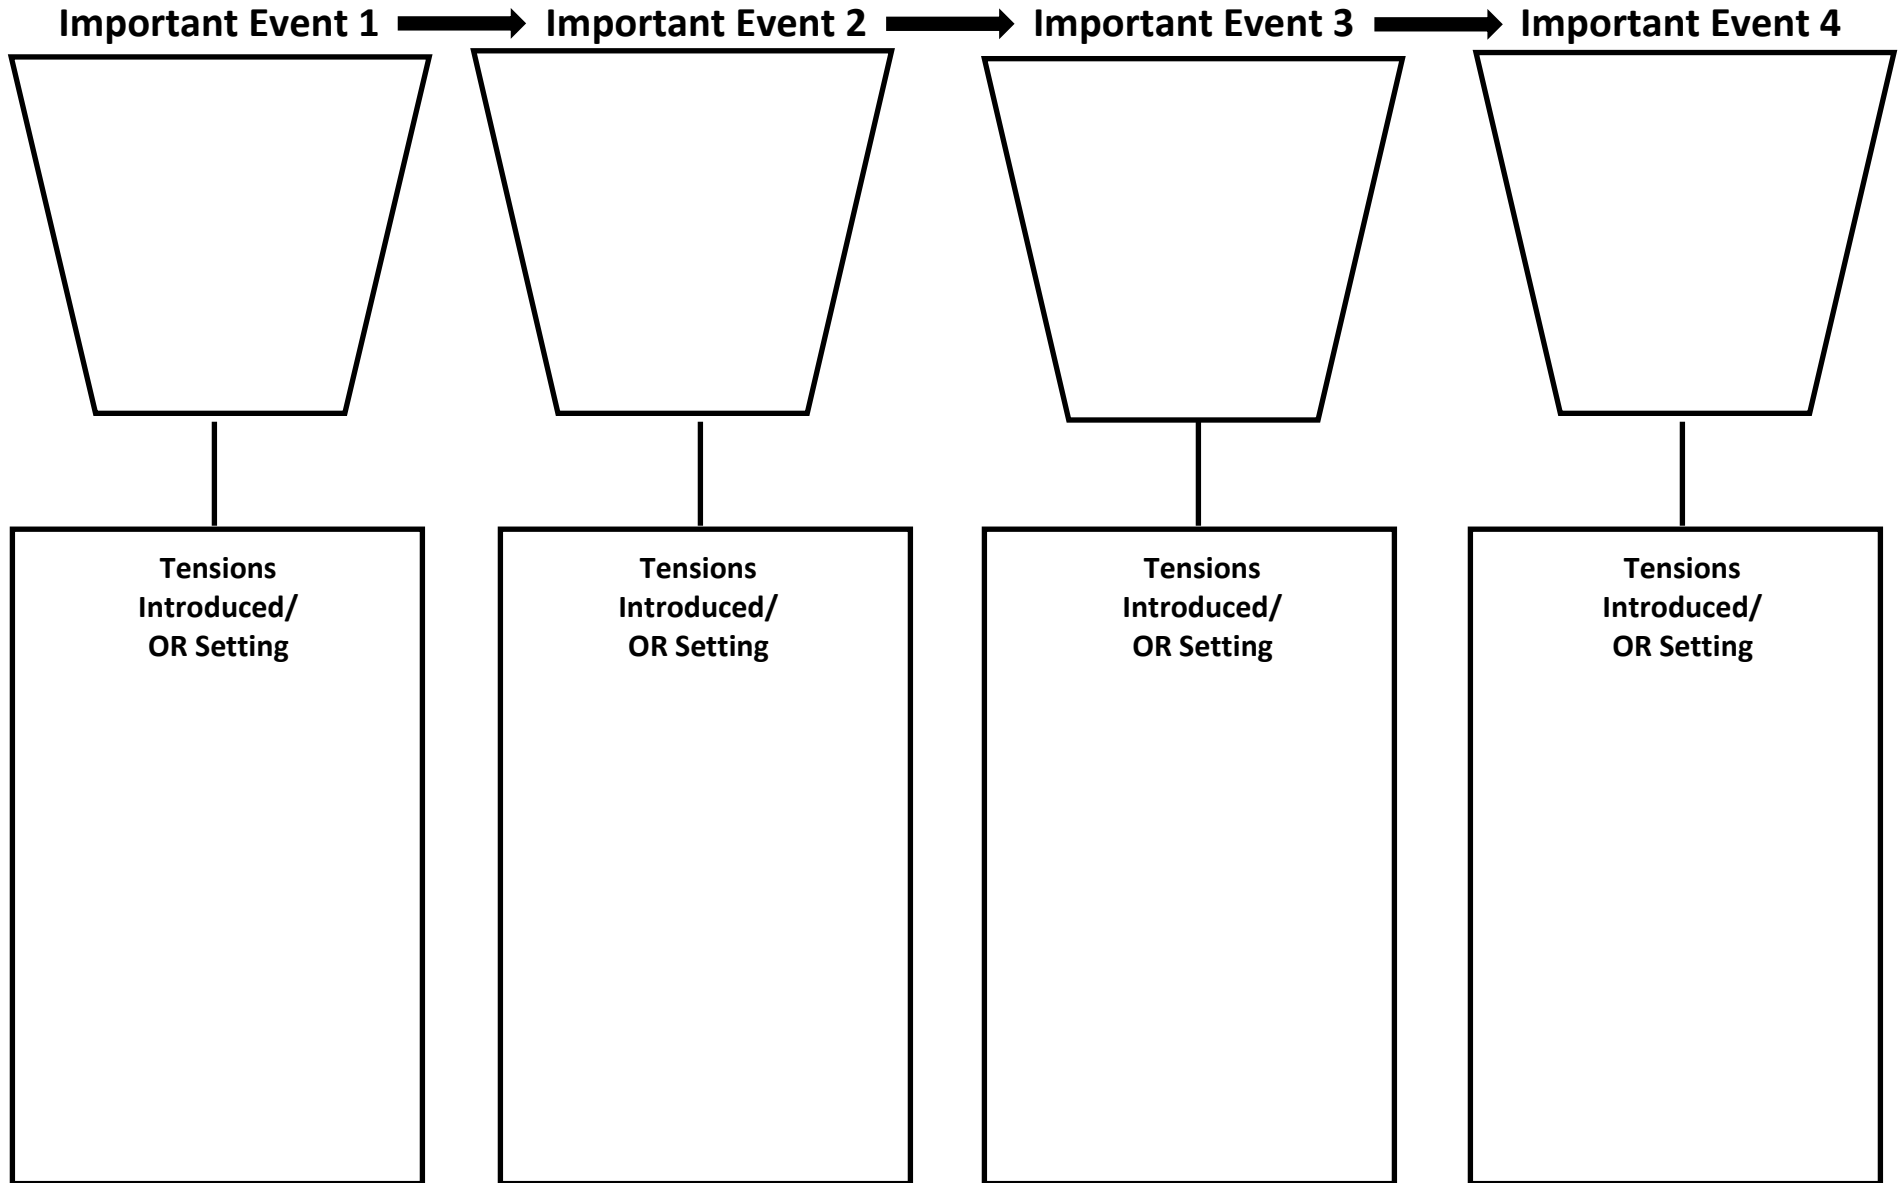 Important Event 1 Important Event 2 Important Event 3 Important Event 4
Tensions
Introduced/
OR Setting
Tensions
Introduced/
OR Setting
Tensions
Introduced/
OR Setting
Tensions
Introduced/
OR Setting